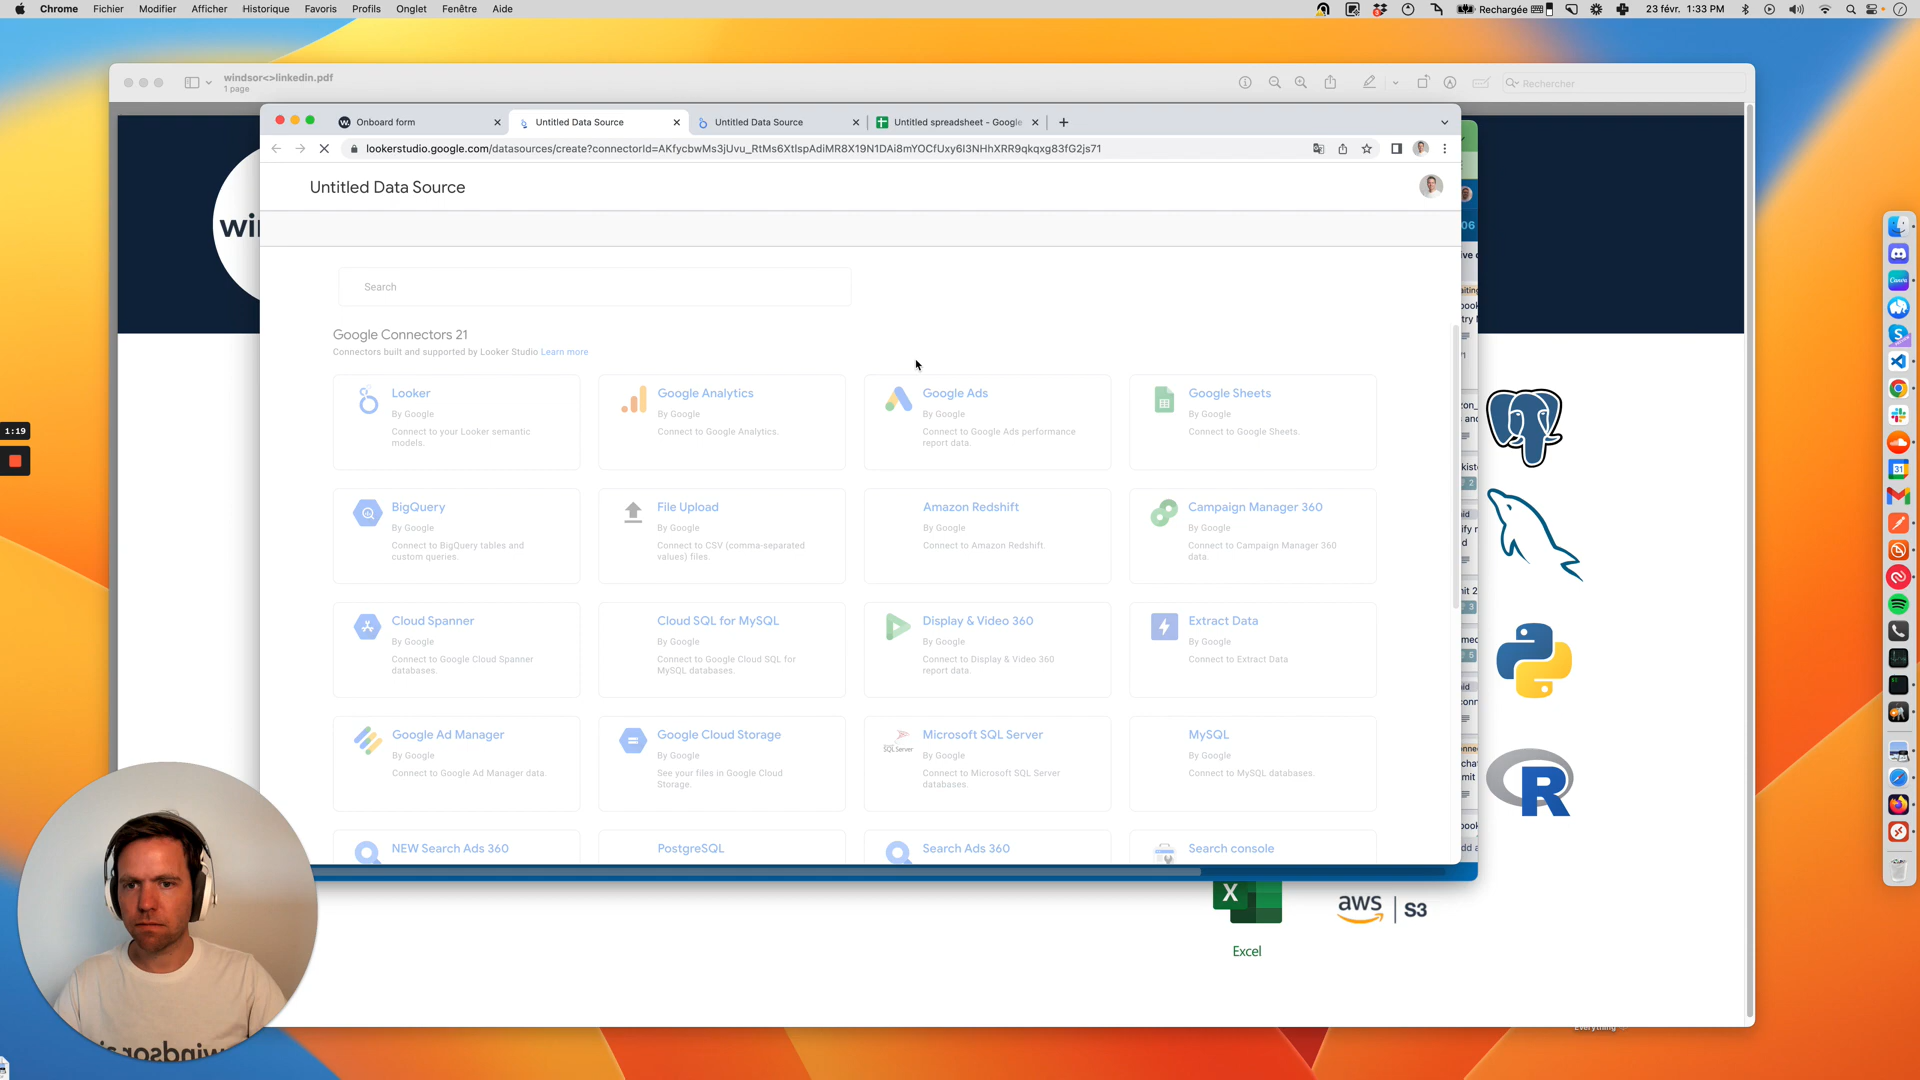 Chrome Fichier Modifier Afficher Historique Favoris Profils Onglet Fenêtre Aide
Rechargée 23 févr. 1:33 PM
windsor<>linkedin.pdf
1 page
Rechercher
Onboard form
Untitled Data Source
Untitled Data Source
Untitled spreadsheet - Google
lookerstudio.google.com/datasources/create?connectorId=AKfycbwMs3jUvu_RtMs6XtIspAdiMR8X19N1DAi8mYOCfUxy6I3NHhXRR9qkqxg83fG2js71
Untitled Data Source
wi
06
Search
Google Connectors 21
Connectors built and supported by Looker Studio Learn more
Looker
By Google
Connect to your Looker semantic
models.
Google Analytics
By Google
Connect to Google Analytics.
Google Ads
By Google
Connect to Google Ads performance
report data.
Google Sheets
By Google
Connect to Google Sheets.
1:19
BigQuery
By Google
Connect to BigQuery tables and
custom queries.
File Upload
By Google
Connect to CSV (comma-separated
values) files.
Amazon Redshift
By Google
Connect to Amazon Redshift.
Campaign Manager 360
By Google
Connect to Campaign Manager 360
data.
Cloud Spanner
By Google
Connect to Google Cloud Spanner
databases.
Cloud SQL for MySQL
By Google
Connect to Google Cloud SQL for
MySQL databases.
Display & Video 360
By Google
Connect to Display & Video 360
report data.
Extract Data
By Google
Connect to Extract Data
Google Ad Manager
By Google
Connect to Google Ad Manager data.
Google Cloud Storage
By Google
See your files in Google Cloud
Storage.
SQL Server
Microsoft SQL Server
By Google
Connect to Microsoft SQL Server
databases.
MySQL
By Google
Connect to MySQL databases.
NEW Search Ads 360
PostgreSQL
Search Ads 360
Search console
R
X
Excel
aws | S3
Everything
windsor.ai